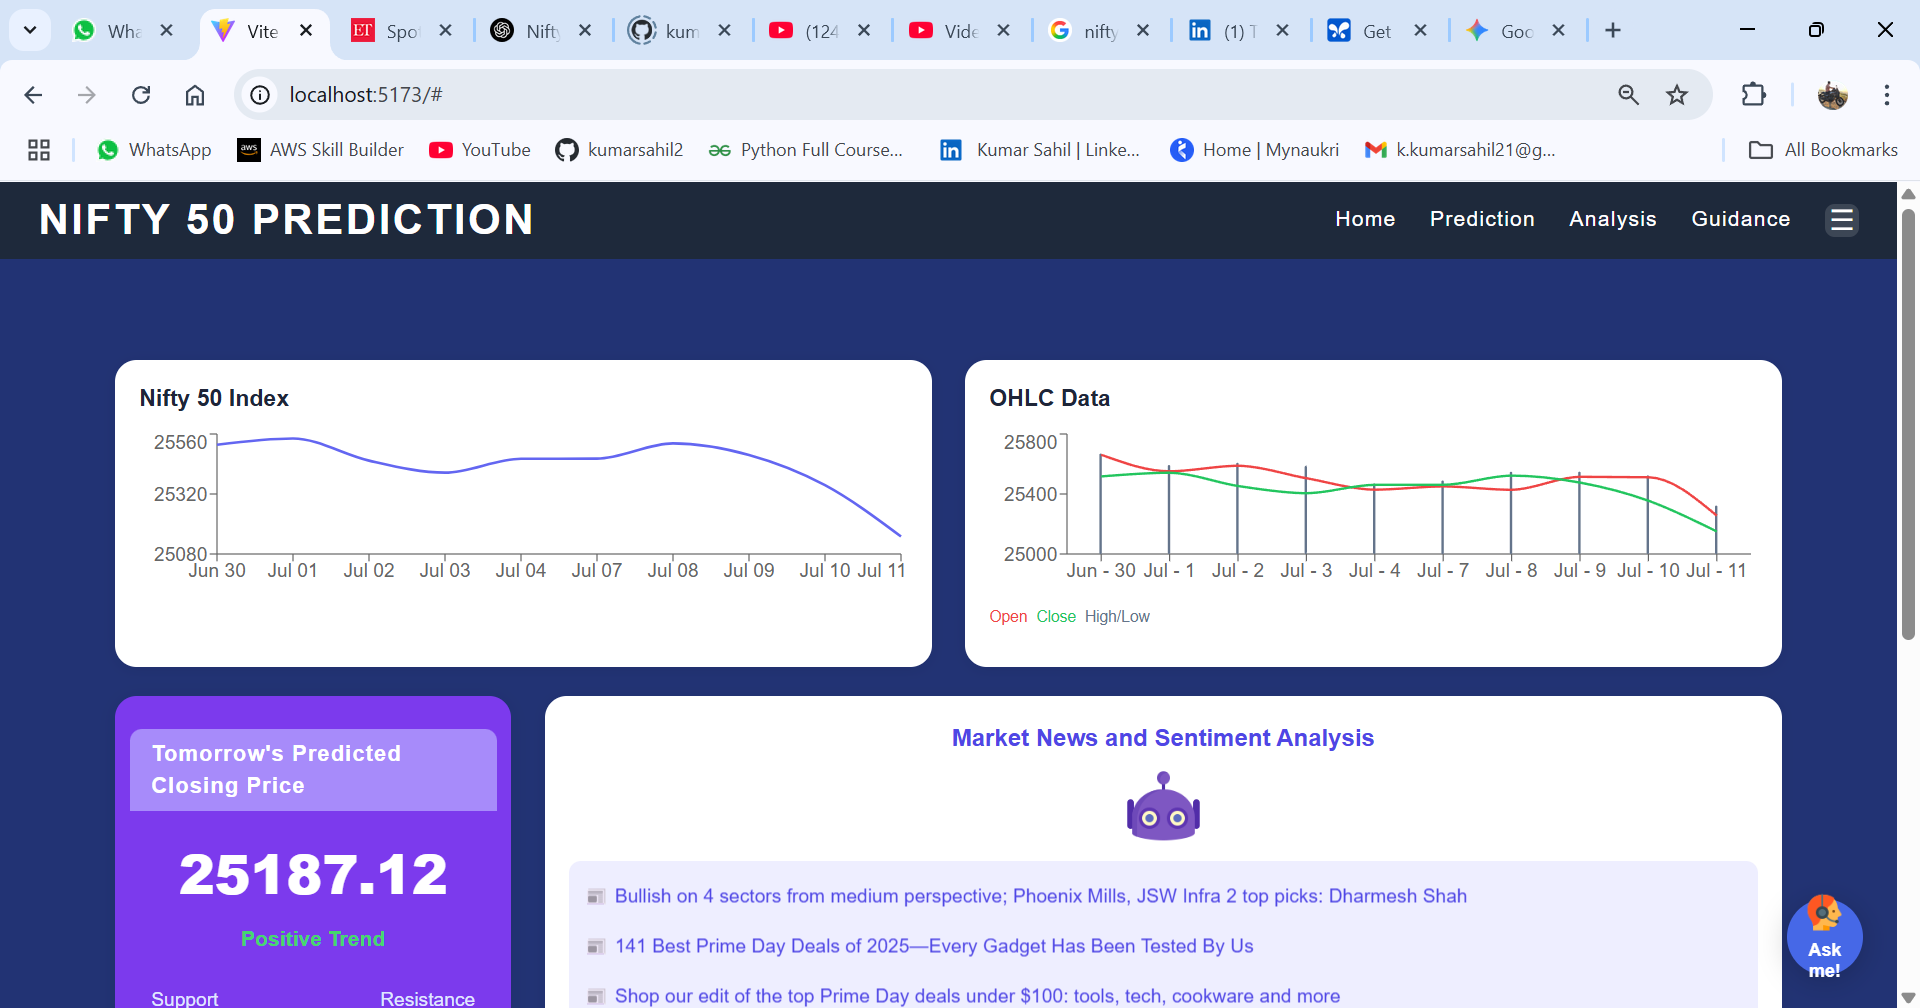 Wha
Vite
ET
Spo
Nifty
kum
(124
Vide
nifty
(1) T
Get
Goo
localhost:5173/#
WhatsApp
aws
AWS Skill Builder
YouTube
kumarsahil2
Python Full Course...
Kumar Sahil | Linke...
Home | Mynaukri
k.kumarsahil21@g...
All Bookmarks
NIFTY 50 PREDICTION
Home
Prediction
Analysis
Guidance
Nifty 50 Index
25560
25320
25080
Jun 30 Jul 01 Jul 02 Jul 03 Jul 04 Jul 07 Jul 08 Jul 09 Jul 10 Jul 11
OHLC Data
25800
25400
25000
Jun - 30 Jul - 1 Jul - 2 Jul - 3 Jul - 4 Jul - 7 Jul - 8 Jul - 9 Jul - 10 Jul - 11
Open Close High/Low
Tomorrow's Predicted
Closing Price
25187.12
Positive Trend
Support
Resistance
Market News and Sentiment Analysis
Bullish on 4 sectors from medium perspective; Phoenix Mills, JSW Infra 2 top picks: Dharmesh Shah
141 Best Prime Day Deals of 2025—Every Gadget Has Been Tested By Us
Shop our edit of the top Prime Day deals under $100: tools, tech, cookware and more
Ask
me!